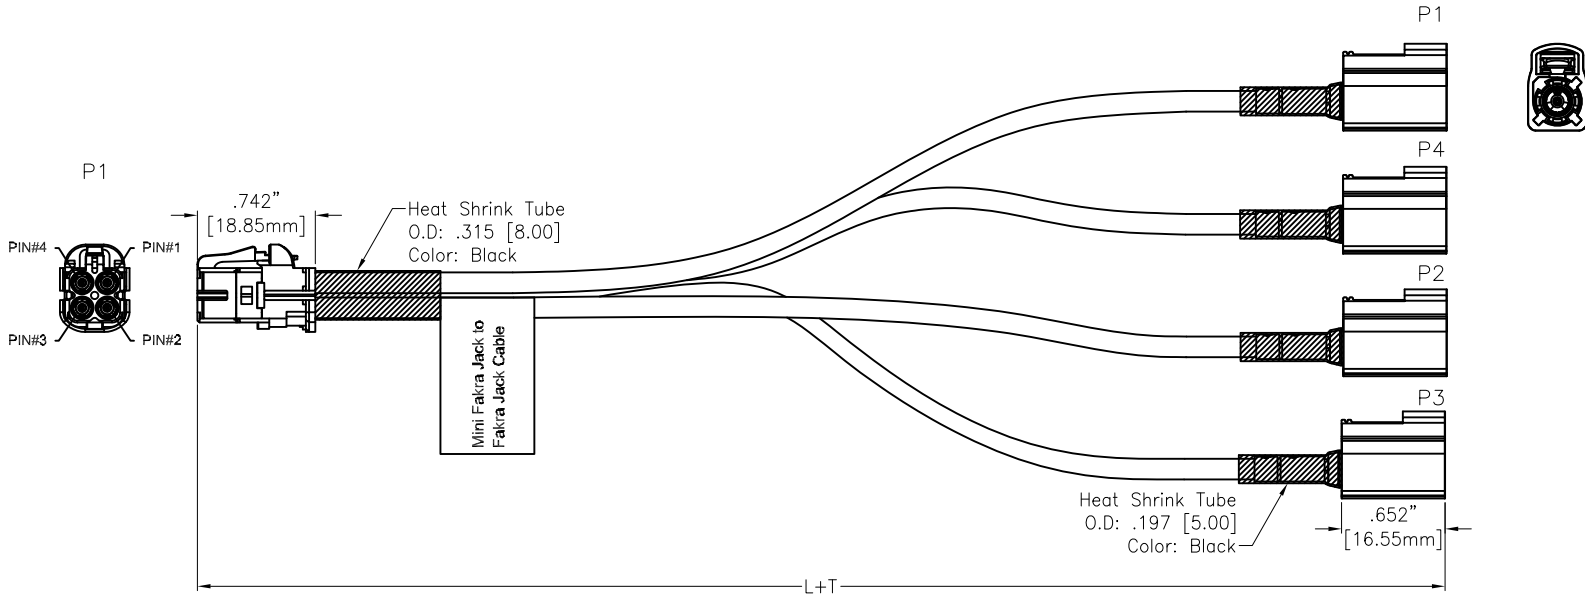 P1
P4
P1
.742”
[18.85mm]
Heat Shrink Tube
O.D: .315 [8.00]
Color: Black
PIN#4
PIN#1
PIN#3
PIN#2
Mini Fakra Jack to
Fakra Jack Cable
P2
P3
Heat Shrink Tube
O.D: .197 [5.00]
Color: Black
.652”
[16.55mm]
L+T